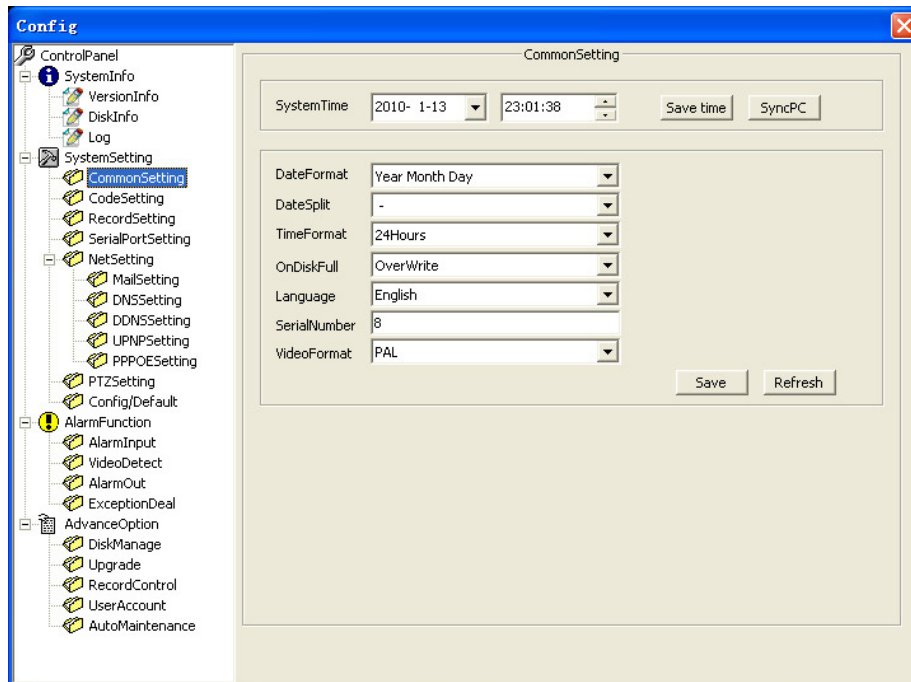 Config
ControlPanel
SystemInfo
VersionInfo
DiskInfo
Log
SystemSetting
CommonSetting
CodeSetting
RecordSetting
SerialPortSetting
NetSetting
MailSetting
DNSSetting
DDNSSetting
UPNPSetting
PPPOESetting
PTZSetting
Config/Default
AlarmFunction
AlarmInput
VideoDetect
AlarmOut
ExceptionDeal
AdvanceOption
DiskManage
Upgrade
RecordControl
UserAccount
AutoMaintenance
CommonSetting
SystemTime 2010- 1-13 23:01:38 Save time SyncPC
DateFormat Year Month Day
DateSplit -
TimeFormat 24Hours
OnDiskFull OverWrite
Language English
SerialNumber 8
VideoFormat PAL
Save Refresh